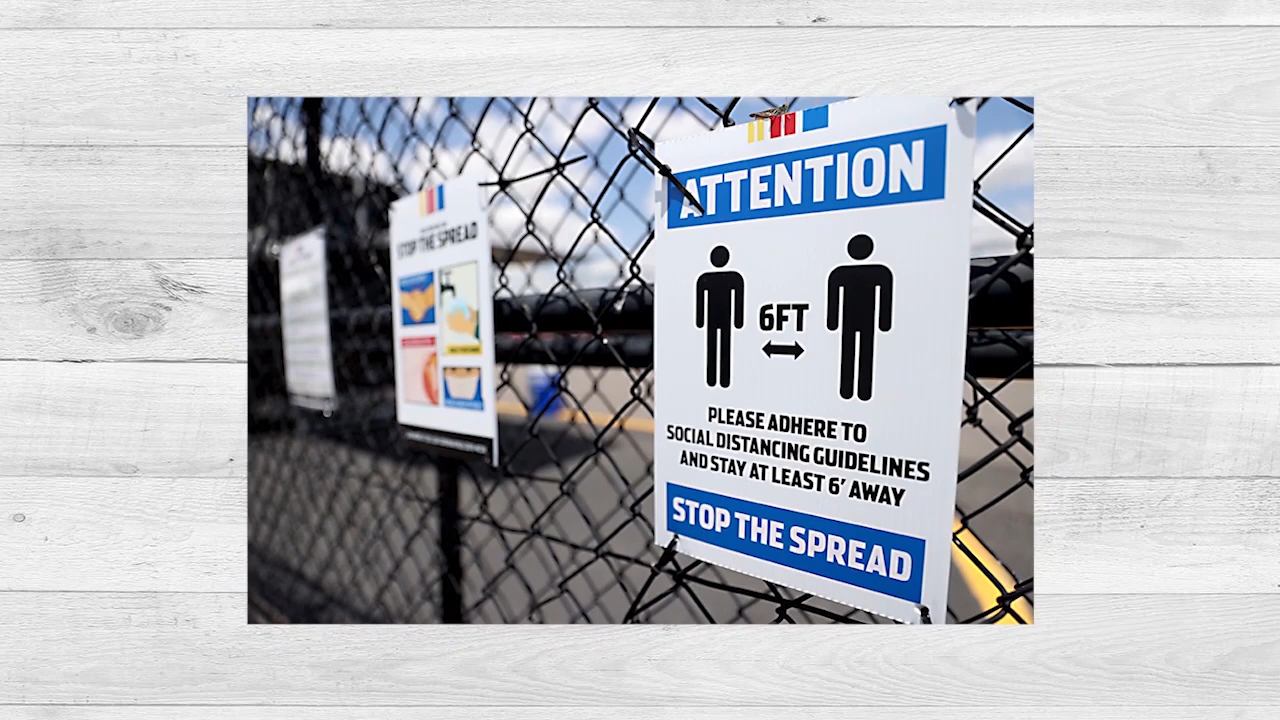 STOP THE SPREAD
ATTENTION
6FT
PLEASE ADHERE TO
SOCIAL DISTANCING GUIDELINES
AND STAY AT LEAST 6' AWAY
STOP THE SPREAD